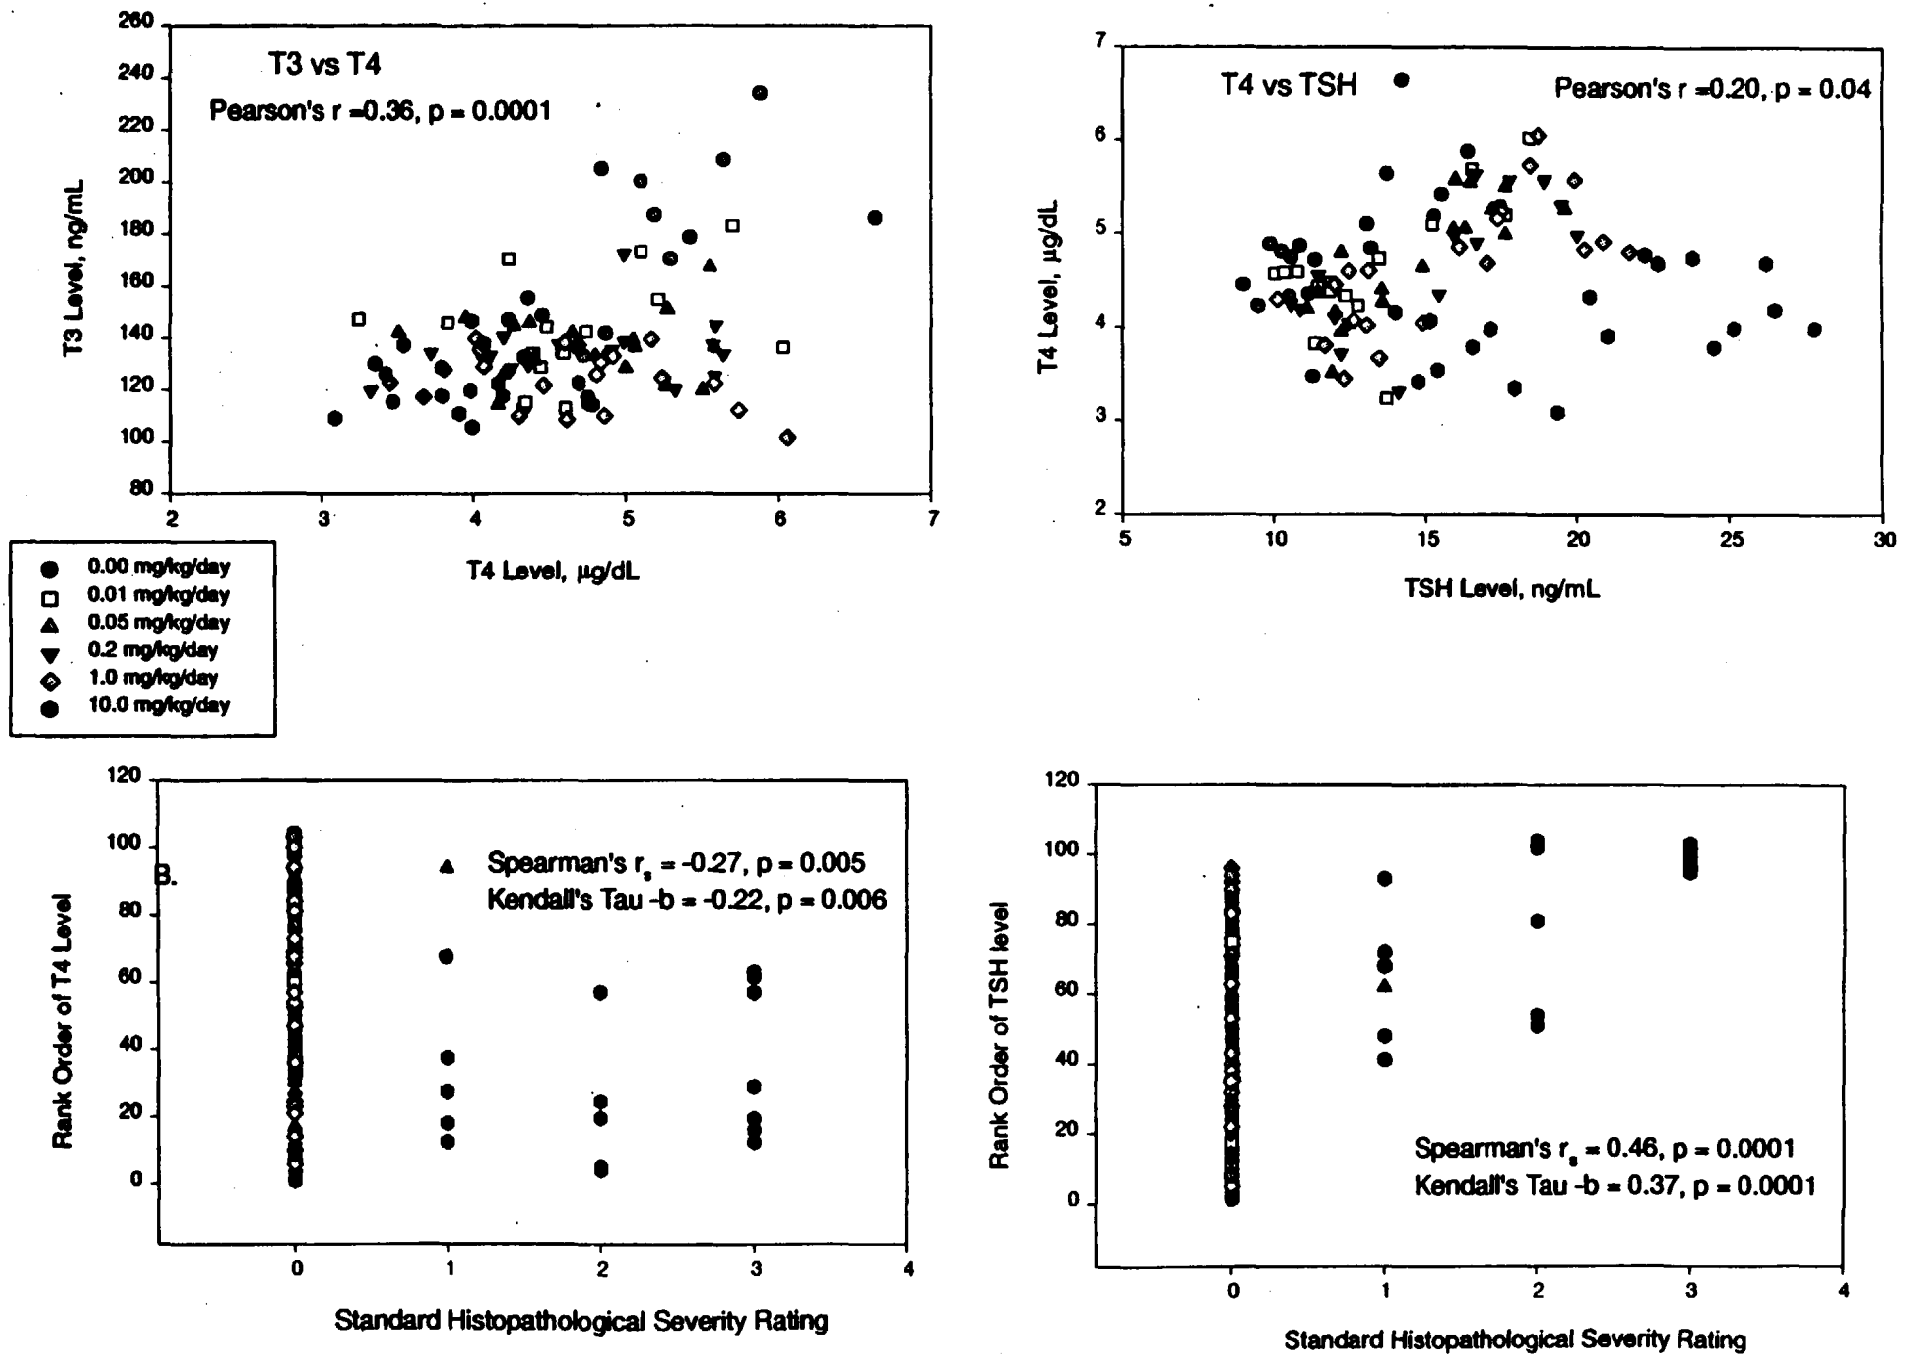 T3 vs T4
Pearson's r =0.36, p = 0.0001
260
240
220
200
180
160
140
120
100
80
T3 Level, ng/mL
2 3 4 5 6 7
T4 Level, µg/dL
T4 vs TSH
Pearson's r =0.20, p = 0.04
7
6
5
4
3
2
T4 Level, µg/dL
5 10 15 20 25 30
TSH Level, ng/mL
0.00 mg/kg/day
0.01 mg/kg/day
0.05 mg/kg/day
0.2 mg/kg/day
1.0 mg/kg/day
10.0 mg/kg/day
B.
Spearman's rs = -0.27, p = 0.005
Kendall's Tau -b = -0.22, p = 0.006
120
100
80
60
40
20
0
Rank Order of T4 Level
0 1 2 3 4
Standard Histopathological Severity Rating
120
100
80
60
40
20
0
Rank Order of TSH level
Spearman's rs = 0.46, p = 0.0001
Kendall's Tau -b = 0.37, p = 0.0001
0 1 2 3 4
Standard Histopathological Severity Rating